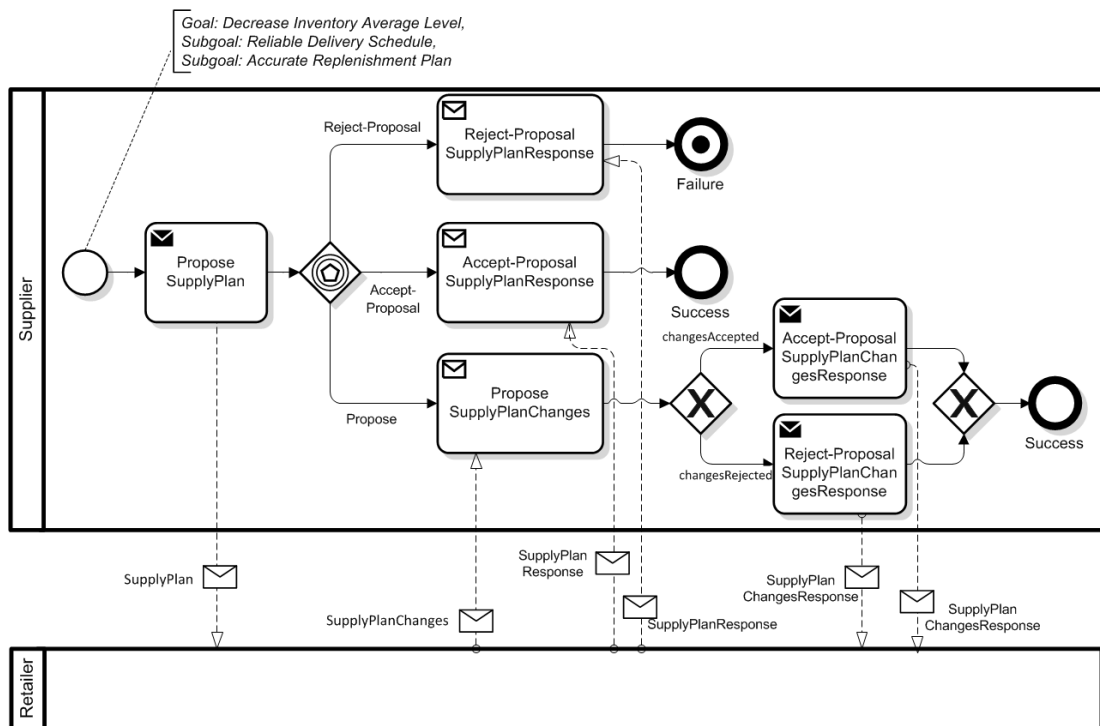 Goal: Decrease Inventory Average Level,
Subgoal: Reliable Delivery Schedule,
Subgoal: Accurate Replenishment Plan
Supplier
Reject-Proposal
Reject-Proposal
SupplyPlanResponse
Failure
Propose
SupplyPlan
Accept-
Proposal
Accept-Proposal
SupplyPlanResponse
Success
Propose
Propose
SupplyPlanChanges
changesAccepted
Accept-Proposal
SupplyPlanChan
gesResponse
X
X
Success
changesRejected
Reject-Proposal
SupplyPlanChan
gesResponse
SupplyPlan
SupplyPlanChanges
SupplyPlan
Response
SupplyPlanResponse
SupplyPlan
ChangesResponse
SupplyPlan
ChangesResponse
Retailer